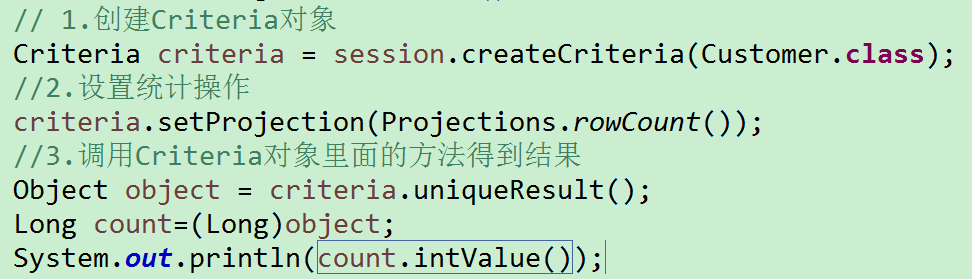 // 1.创建Criteria对象
Criteria criteria = session.createCriteria(Customer.class);
//2.设置统计操作
criteria.setProjection(Projections.rowCount());
//3.调用Criteria对象里面的方法得到结果
Object object = criteria.uniqueResult();
Long count=(Long)object;
System.out.println(count.intValue());